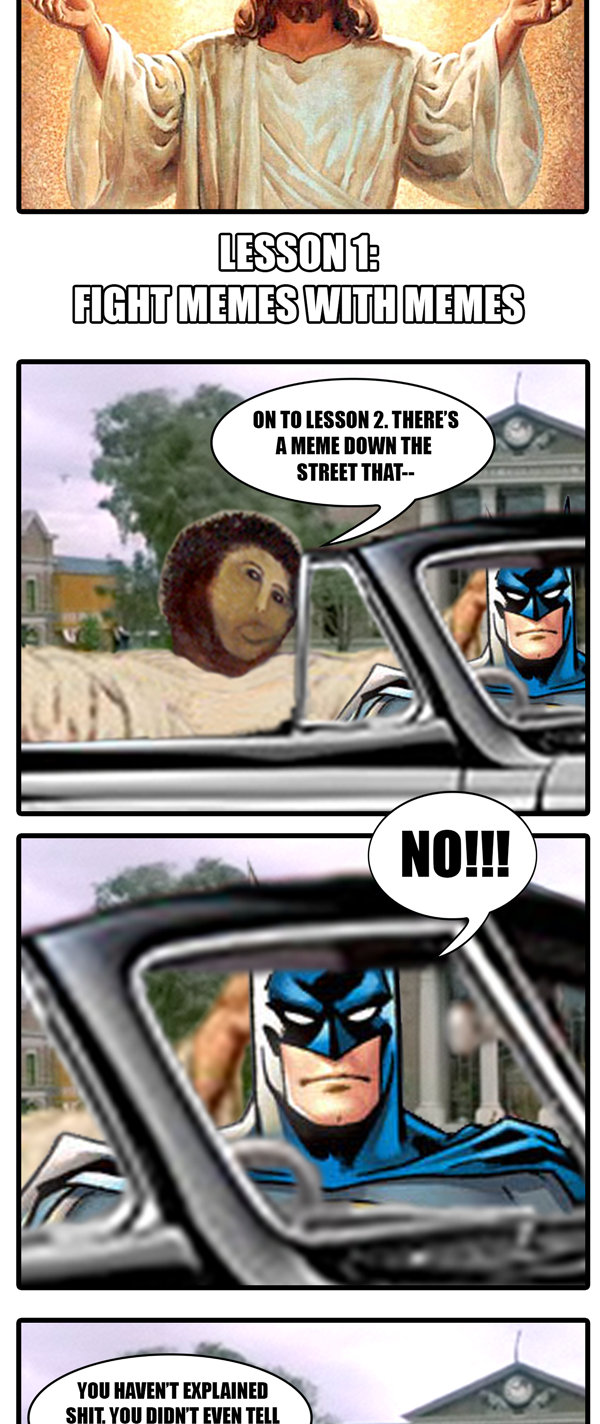 LESSON 1:
FIGHT MEMES WITH MEMES
ON TO LESSON 2. THERE'S
A MEME DOWN THE
STREET THAT--
NO!!!
YOU HAVEN'T EXPLAINED
SHIT. YOU DIDN'T EVEN TELL